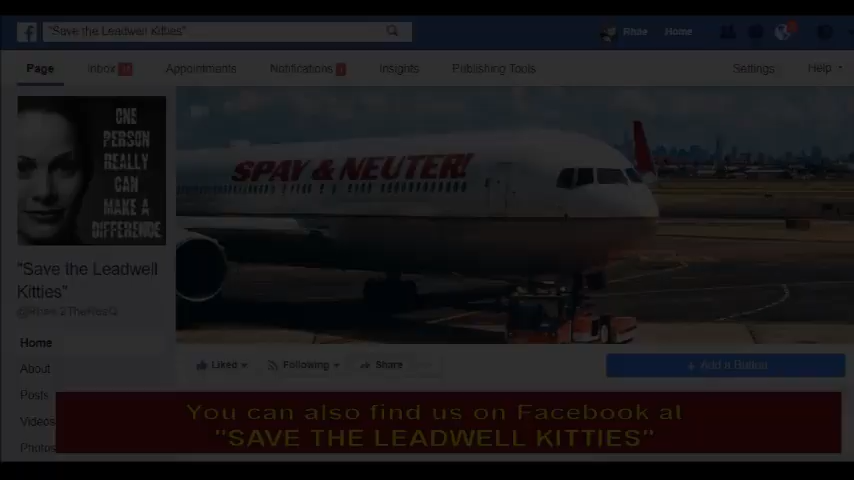 "Save the Leadwell Kitties"
Rhae Home
Page Inbox Appointments Notifications Insights Publishing Tools Settings Help
ONE
PERSON
REALLY
CAN
MAKE A
DIFFERENCE
SPAY & NEUTER!
"Save the Leadwell
Kitties"
Home
About
Posts
Videos
Photos
Liked Following Share Add a Button
You can also find us on Facebook at
"SAVE THE LEADWELL KITTIES"